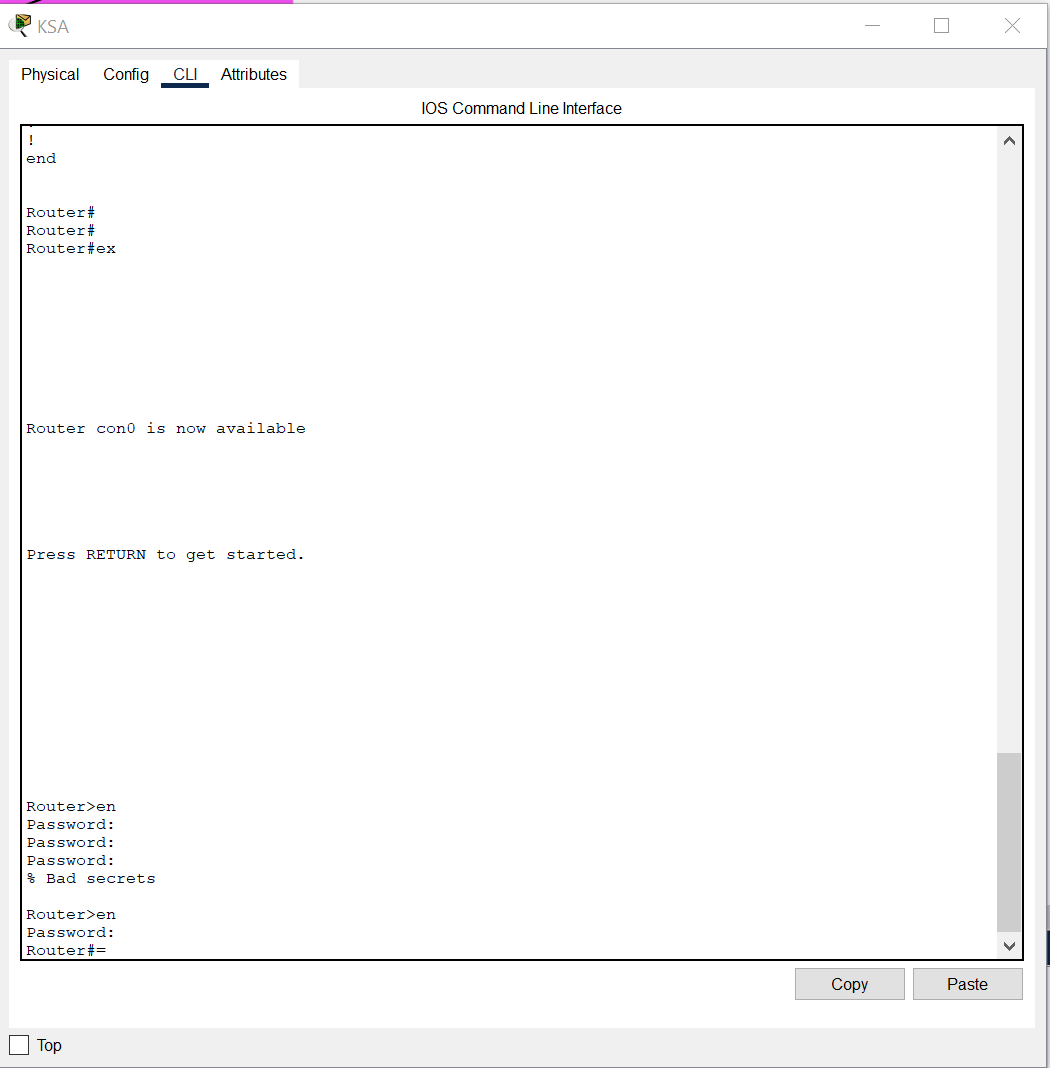 KSA
Physical Config CLI Attributes
IOS Command Line Interface
!
end
Router#
Router#
Router#ex
Router con0 is now available
Press RETURN to get started.
Router>en
Password:
Password:
Password:
% Bad secrets
Router>en
Password:
Router#=
Copy Paste
Top